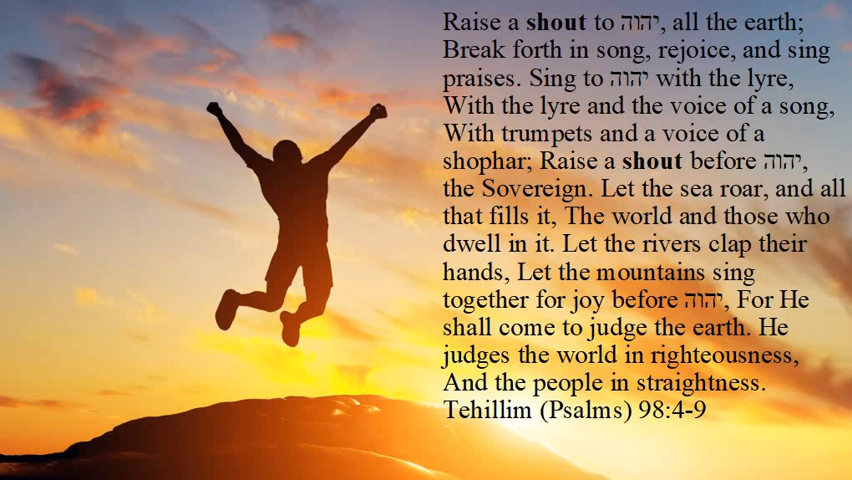 Raise a shout to יהוה, all the earth;
Break forth in song, rejoice, and sing
praises. Sing to יהוה with the lyre,
With the lyre and the voice of a song,
With trumpets and a voice of a
shophar; Raise a shout before יהוה,
the Sovereign. Let the sea roar, and all
that fills it, The world and those who
dwell in it. Let the rivers clap their
hands, Let the mountains sing
together for joy before יהוה, For He
shall come to judge the earth. He
judges the world in righteousness,
And the people in straightness.
Tehillim (Psalms) 98:4-9